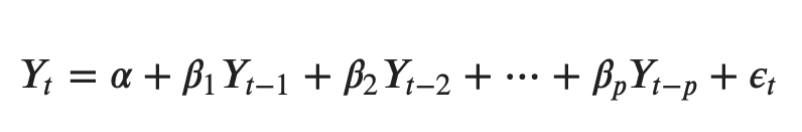 Yₜ = α + β₁Yₜ₋₁ + β₂Yₜ₋₂ + ⋯ + βₚYₜ₋ₚ + ϵₜ